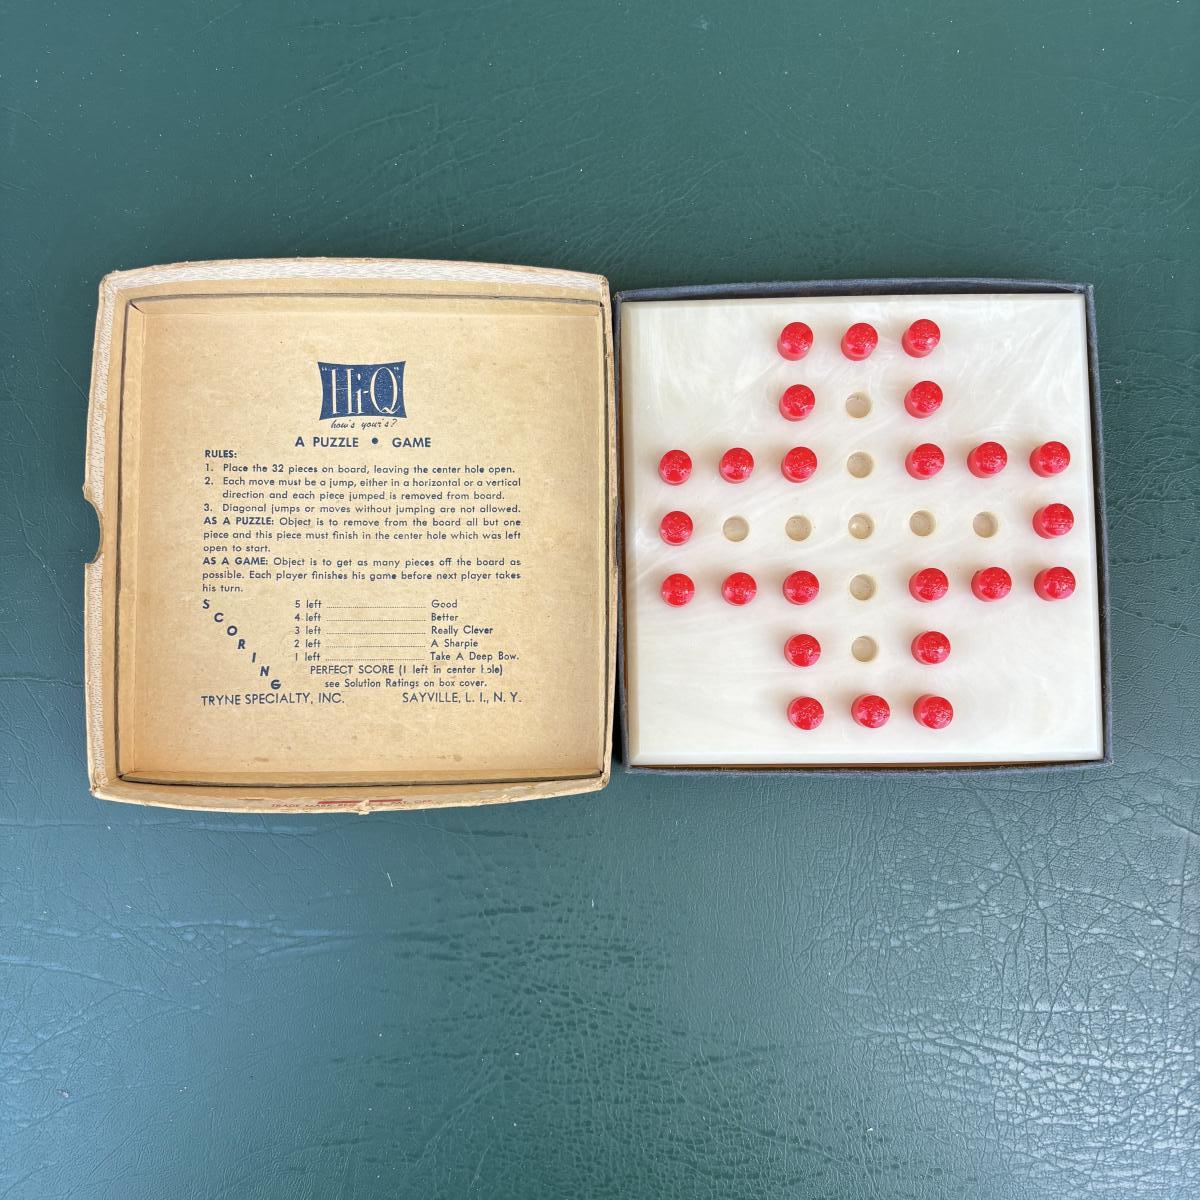 "Hi-Q"
how's your's?
A PUZZLE • GAME
RULES:
1. Place the 32 pieces on board, leaving the center hole open.
2. Each move must be a jump, either in a horizontal or a vertical
direction and each piece jumped is removed from board.
3. Diagonal jumps or moves without jumping are not allowed.
AS A PUZZLE: Object is to remove from the board all but one
piece and this piece must finish in the center hole which was left
open to start.
AS A GAME: Object is to get as many pieces off the board as
possible. Each player finishes his game before next player takes
his turn.
SCORING
5 left ........................ Good
4 left ........................ Better
3 left ........................ Really Clever
2 left ........................ A Sharpie
1 left ........................ Take A Deep Bow.
PERFECT SCORE (1 left in center hole)
see Solution Ratings on box cover.
TRYNE SPECIALTY, INC. SAYVILLE, L. I., N. Y.
TRADE MARK PAT. OFF.